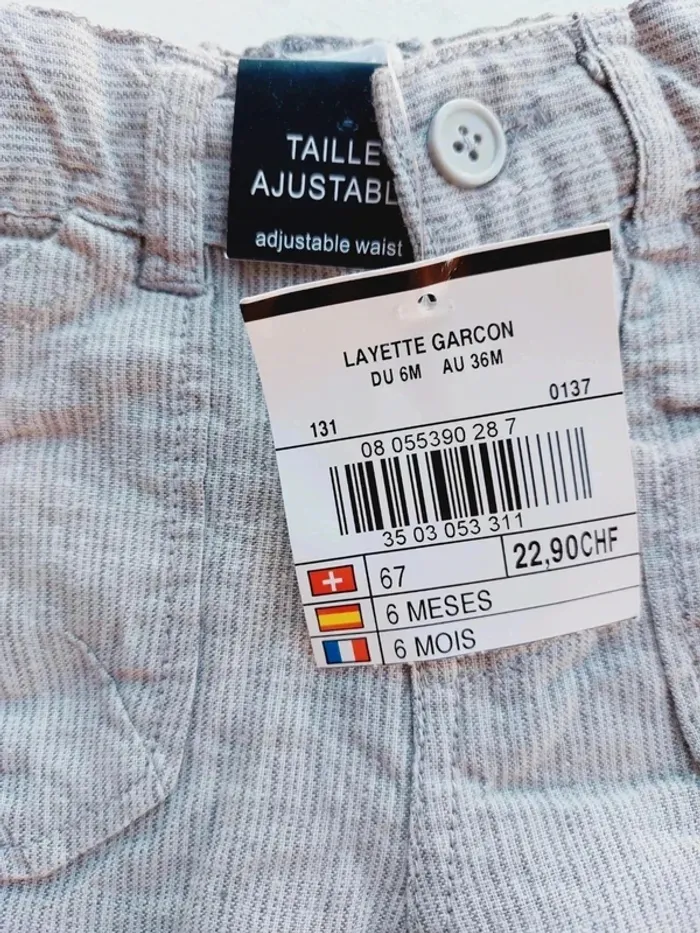 TAILLE
AJUSTABL
adjustable waist
LAYETTE GARCON
DU 6M AU 36M
131 0137
08 055390 28 7
35 03 053 311
22,90CHF
67
6 MESES
6 MOIS